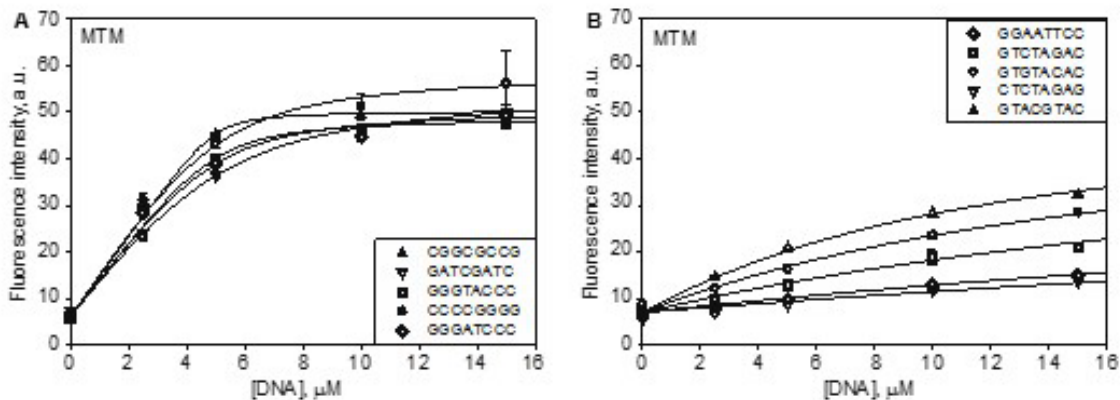 A
MTM
Fluorescence intensity, a.u.
70
60
50
40
30
20
10
0
0 2 4 6 8 10 12 14 16
[DNA], μM
CGGCGCCG
GATCGATC
GGGTACCC
CCCCGGGG
GGGATCCC
B
MTM
Fluorescence intensity, a.u.
70
60
50
40
30
20
10
0
0 2 4 6 8 10 12 14 16
[DNA], μM
GGAATTCC
GTCTAGAC
GTGTACAC
CTCTAGAG
GTACGTAC